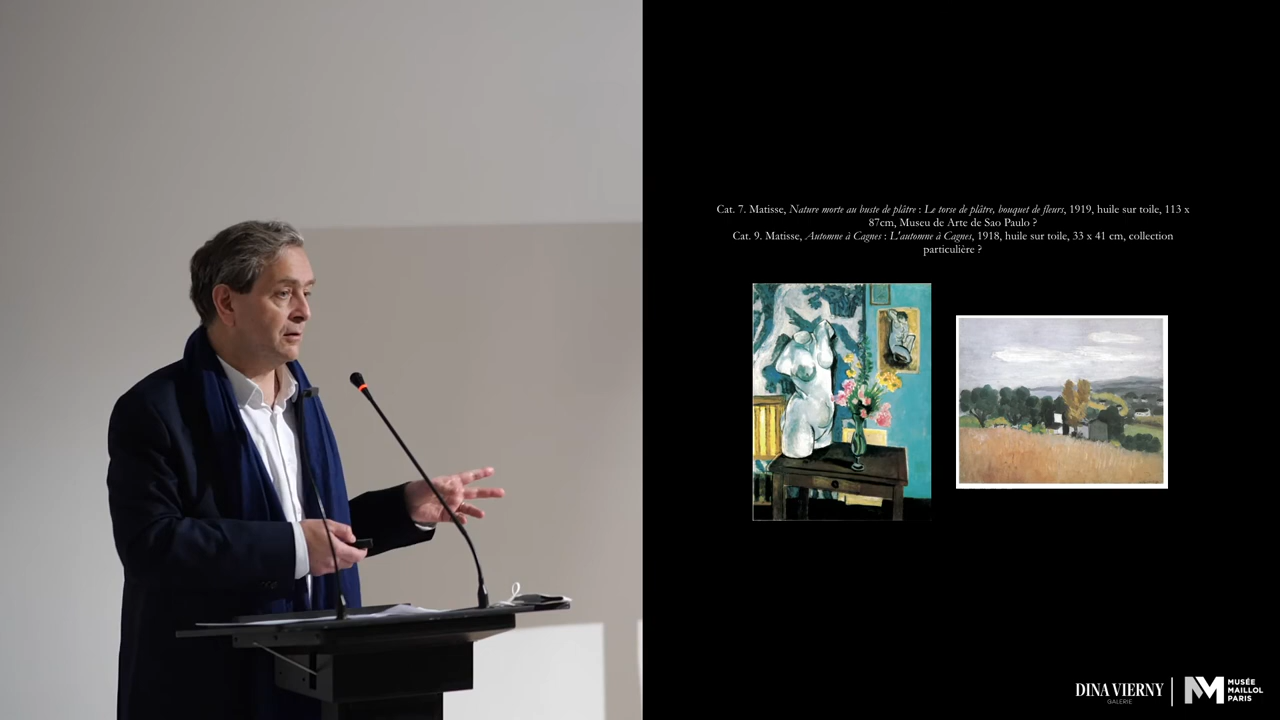 Cat. 7. Matisse, Nature morte au buste de plâtre : Le torse de plâtre, bouquet de fleurs, 1919, huile sur toile, 113 x
87cm, Museu de Arte de Sao Paulo ?
Cat. 9. Matisse, Automne à Cagnes : L'automne à Cagnes, 1918, huile sur toile, 33 x 41 cm, collection
particulière ?
DINA VIERNY
GALERIE
MUSÉE
MAILLOL
PARIS